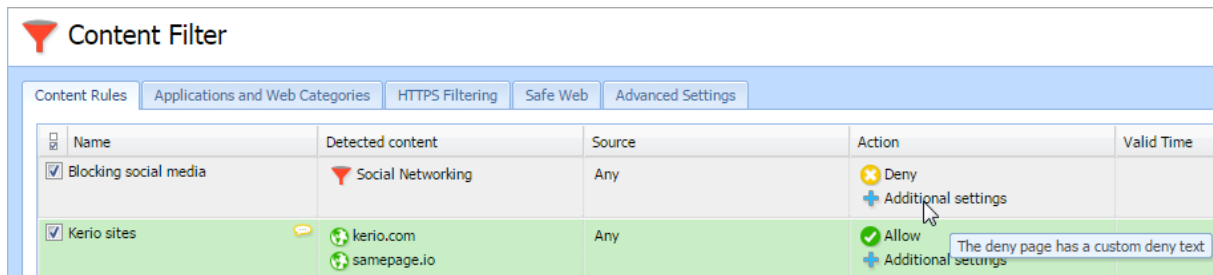 Content Filter
Content Rules Applications and Web Categories HTTPS Filtering Safe Web Advanced Settings
Name Detected content Source Action Valid Time
Blocking social media Social Networking Any Deny
Additional settings
Kerio sites kerio.com Any Allow
The deny page has a custom deny text
samepage.io Additional settings